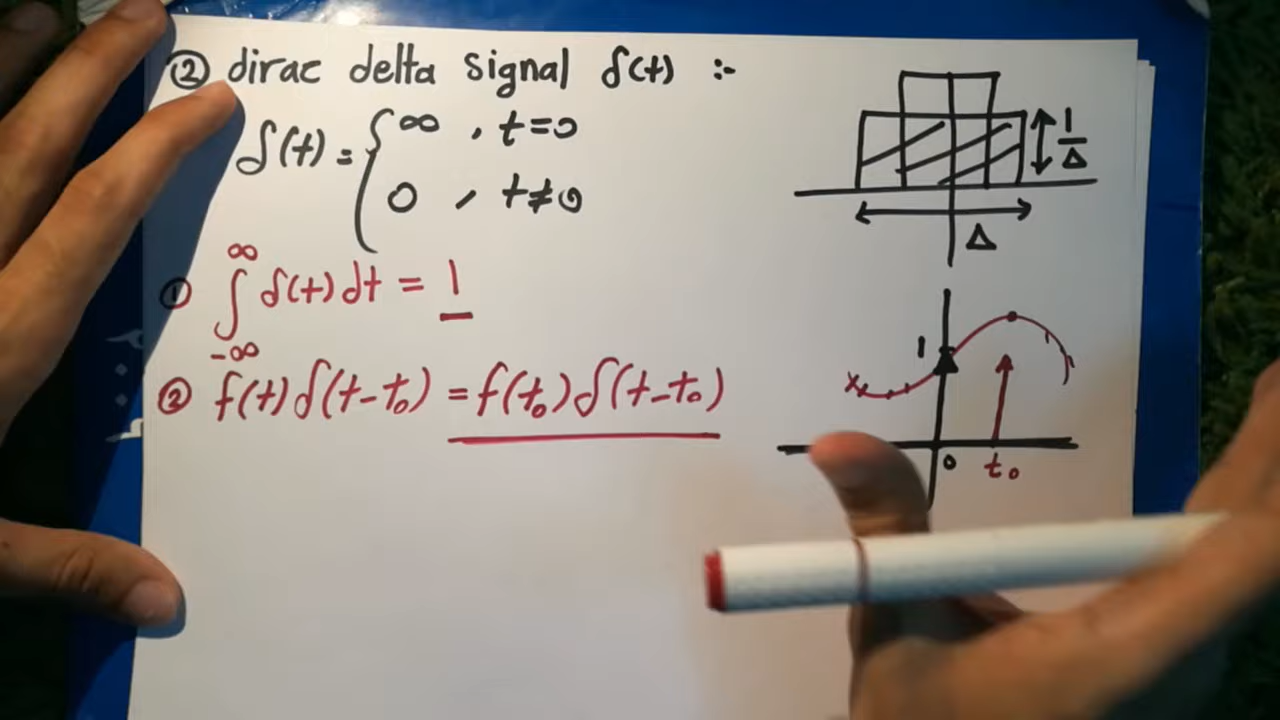 ② dirac delta signal δ(t) :-
δ(t) = { ∞ , t=0
0 , t≠0
① ∫_{-∞}^{∞} δ(t) dt = 1
② f(t) δ(t-t₀) = f(t₀) δ(t-t₀)
1/Δ
Δ
1
0
t₀